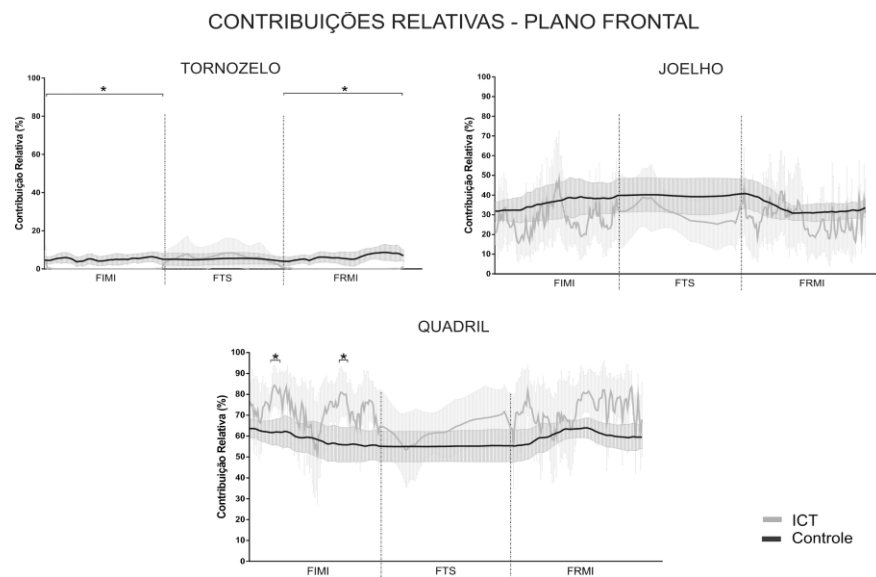 CONTRIBUIÇÕES RELATIVAS - PLANO FRONTAL
TORNOZELO
Contribuição Relativa (%)
100
80
60
40
20
0
*
*
FIMI
FTS
FRMI
JOELHO
Contribuição Relativa (%)
100
90
80
70
60
50
40
30
20
10
0
FIMI
FTS
FRMI
QUADRIL
Contribuição Relativa (%)
100
90
80
70
60
50
40
30
20
10
0
*
*
FIMI
FTS
FRMI
ICT
Controle